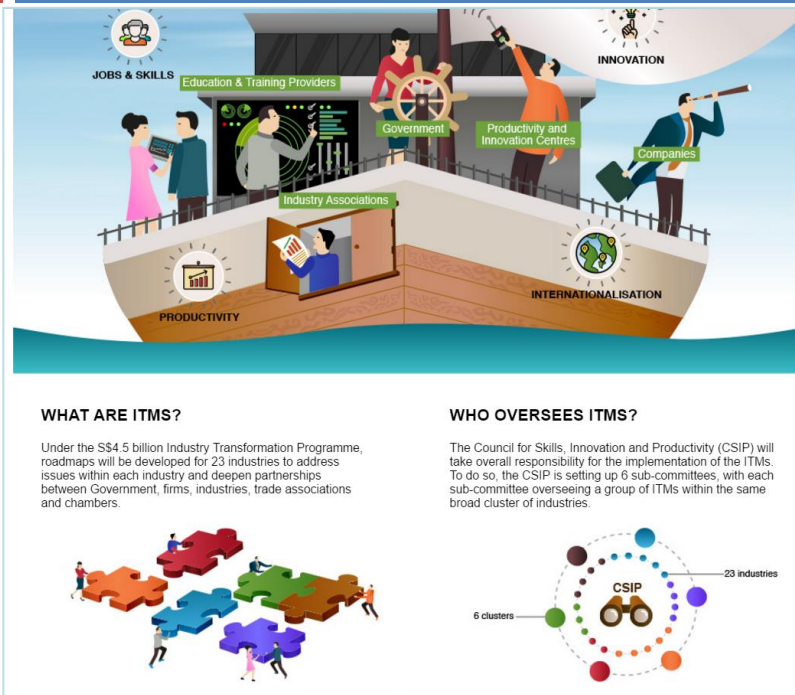 JOBS & SKILLS
INNOVATION
Education & Training Providers
Government
Productivity and
Innovation Centres
Companies
Industry Associations
PRODUCTIVITY
INTERNATIONALISATION
WHAT ARE ITMS?
Under the S$4.5 billion Industry Transformation Programme,
roadmaps will be developed for 23 industries to address
issues within each industry and deepen partnerships
between Government, firms, industries, trade associations
and chambers.
WHO OVERSEES ITMS?
The Council for Skills, Innovation and Productivity (CSIP) will
take overall responsibility for the implementation of the ITMs.
To do so, the CSIP is setting up 6 sub-committees, with each
sub-committee overseeing a group of ITMs within the same
broad cluster of industries.
23 industries
CSIP
6 clusters